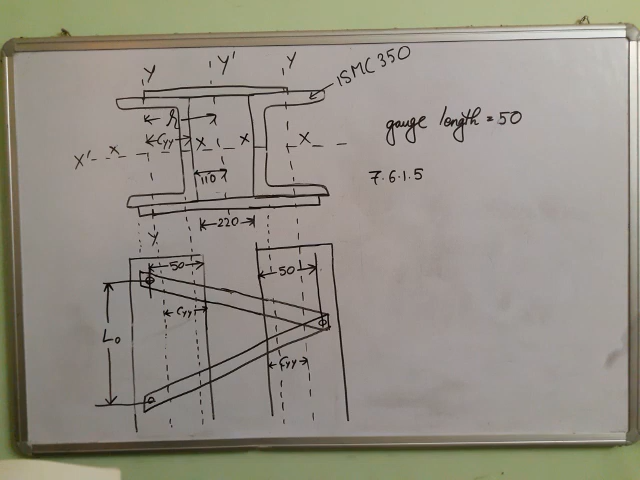 Y Y' Y
ISMC 350
h
Cyy X X X
X' X
110
220
Y
gauge length = 50
7.6.1.5
50 50
Cyy
L₀
Cyy